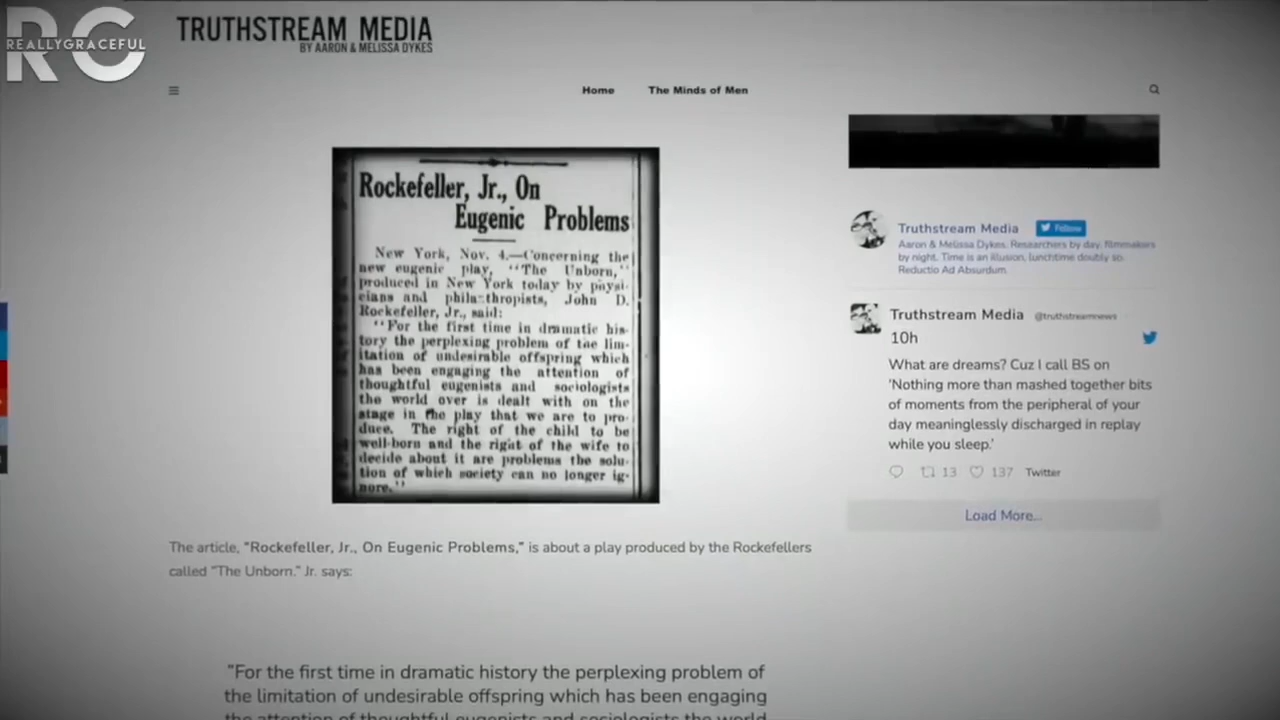 RC
REALLYGRACEFUL
TRUTHSTREAM MEDIA
BY AARON & MELISSA DYKES
Home
The Minds of Men
Rockefeller, Jr., On
Eugenic Problems
New York, Nov. 4.—Concerning the
new eugenic play, "The Unborn,"
produced in New York today by physi-
cians and philanthropists, John D.
Rockefeller, Jr., said:
"For the first time in dramatic his-
tory the perplexing problem of the lim-
itation of undesirable offspring which
has been engaging the attention of
thoughtful eugenists and sociologists
the world over is dealt with on the
stage in the play that we are to pro-
duce. The right of the child to be
well-born and the right of the wife to
decide about it are problems the solu-
tion of which society can no longer ig-
nore."
The article, "Rockefeller, Jr., On Eugenic Problems," is about a play produced by the Rockefellers
called "The Unborn." Jr. says:
"For the first time in dramatic history the perplexing problem of
the limitation of undesirable offspring which has been engaging
the attention of thoughtful eugenists and sociologists the world
Truthstream Media
Follow
Aaron & Melissa Dykes. Researchers by day, filmmakers
by night. Time is an illusion, lunchtime doubly so.
Reductio Ad Absurdum.
Truthstream Media @truthstreamnews
10h
What are dreams? Cuz I call BS on
'Nothing more than mashed together bits
of moments from the peripheral of your
day meaninglessly discharged in replay
while you sleep.'
13 137 Twitter
Load More...